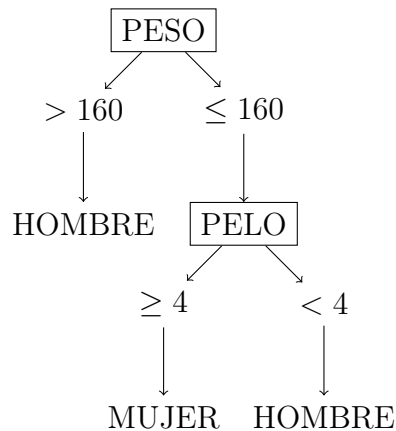 PESO
> 160 ≤ 160
HOMBRE PELO
≥ 4 < 4
MUJER HOMBRE